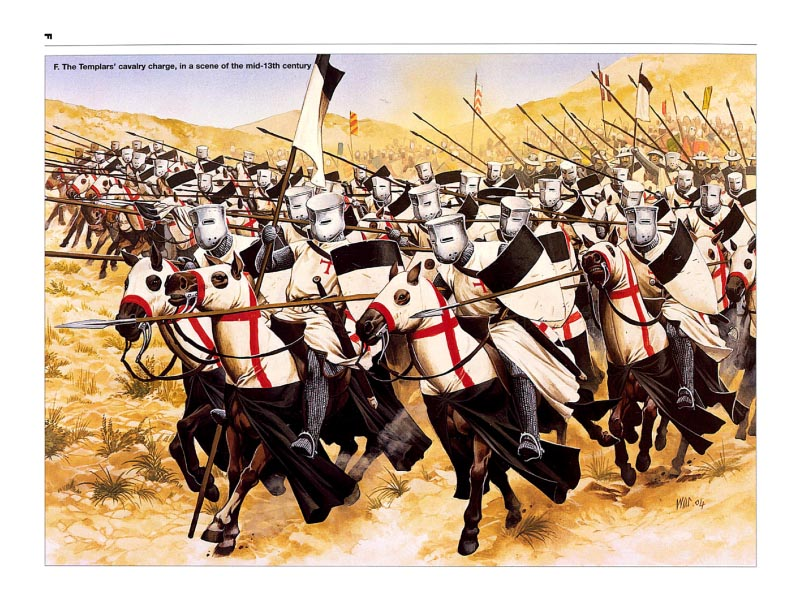 F
F. The Templars' cavalry charge, in a scene of the mid-13th century